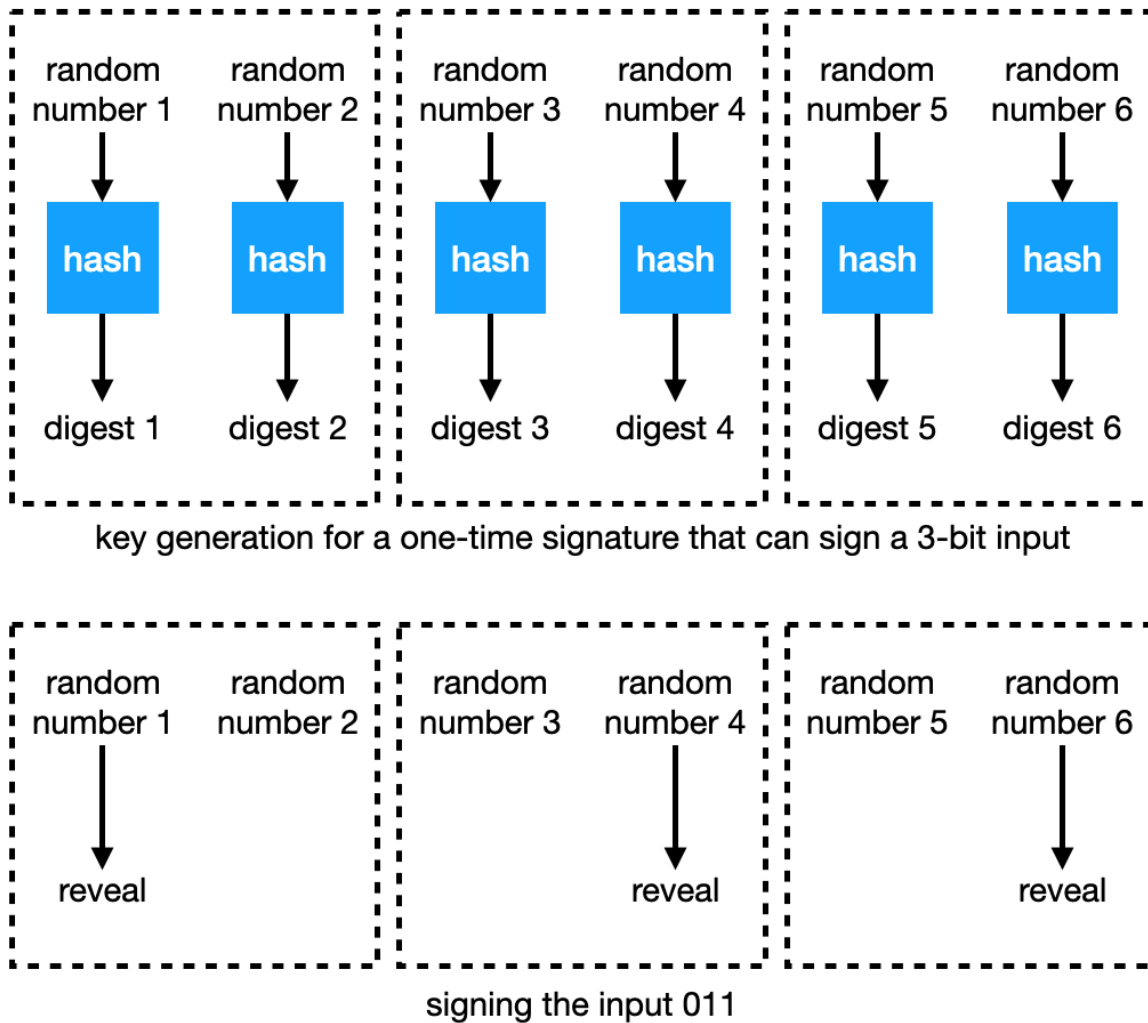 random random random random random random
number 1 number 2 number 3 number 4 number 5 number 6
hash hash hash hash hash hash
digest 1 digest 2 digest 3 digest 4 digest 5 digest 6
key generation for a one-time signature that can sign a 3-bit input
random random random random random random
number 1 number 2 number 3 number 4 number 5 number 6
reveal reveal reveal
signing the input 011